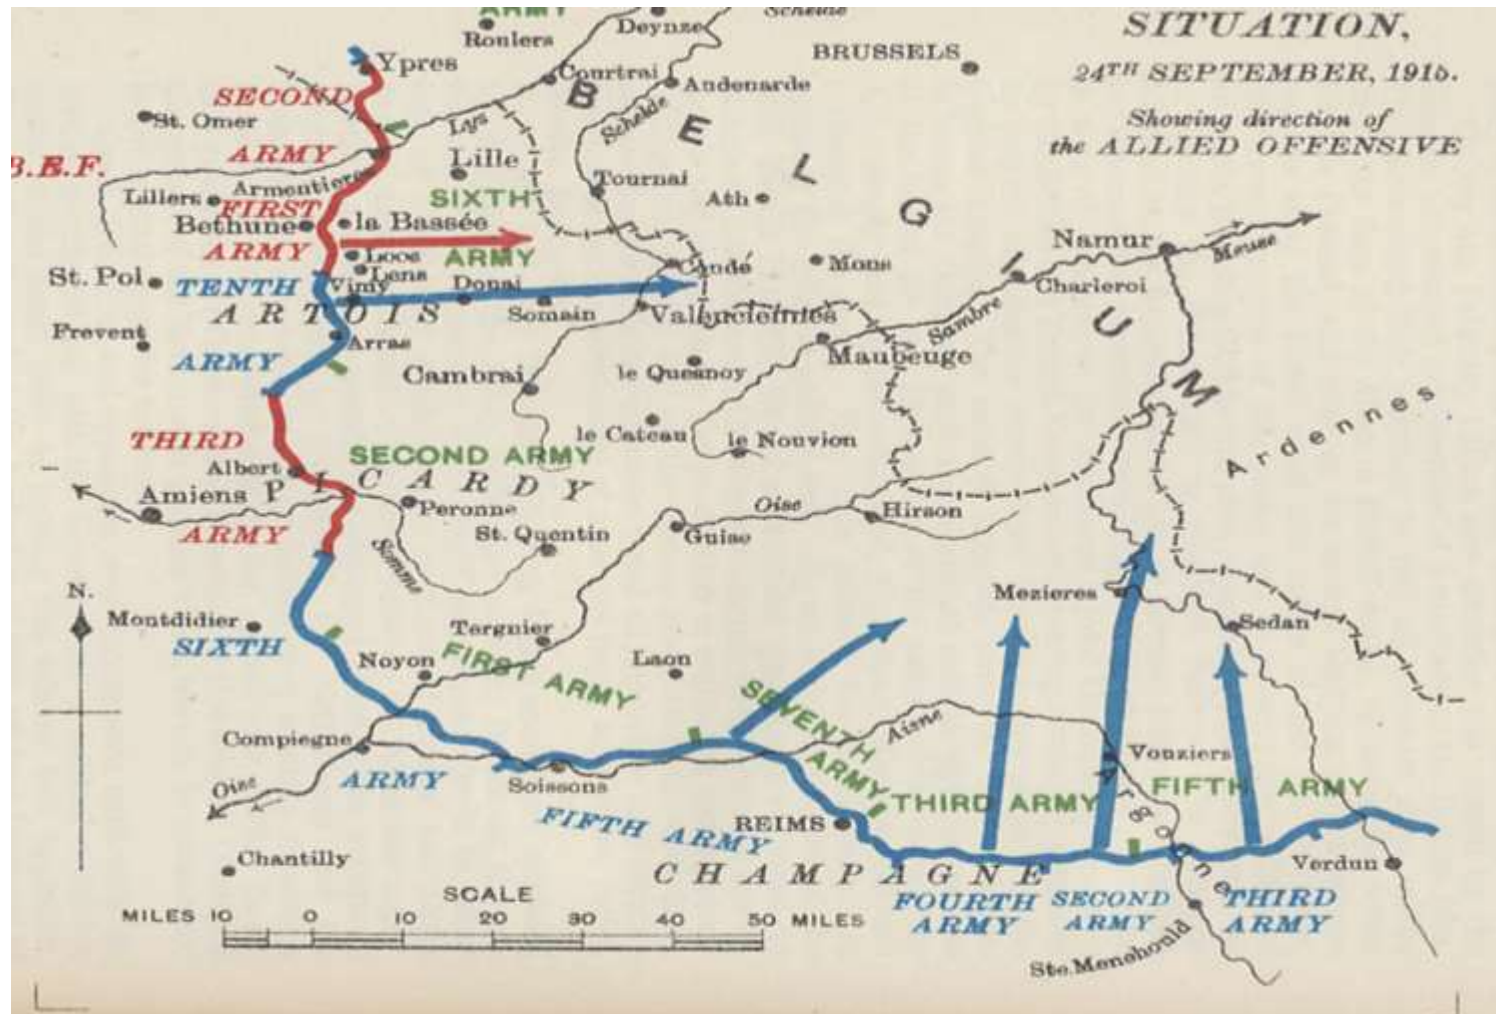 ARMY
Roulers
Deynze
Schelde
SITUATION,
24TH SEPTEMBER, 1915.
Showing direction of
the ALLIED OFFENSIVE
BRUSSELS
Ypres
Courtrai
Audenarde
SECOND
St. Omer
Lys
Schelde
BELGIUM
ARMY
B.E.F.
Lille
Armentieres
Tournai
Lillers
SIXTH
Ath
FIRST
Bethune
la Bassée
ARMY
Loos
ARMY
Lens
Condé
Mons
Namur
Meuse
Charleroi
St. Pol
TENTH
Vimy
Douai
ARTOIS
Somain
Valenciennes
Sambre
Frevent
Arras
ARMY
Maubeuge
Cambrai
le Quesnoy
Ardennes
THIRD
SECOND ARMY
le Cateau
le Nouvion
Albert
PICARDY
Amiens
Peronne
Oise
Hirson
ARMY
St. Quentin
Guise
Somme
N.
Mezieres
Montdidier
Tergnier
Sedan
SIXTH
Noyon
FIRST ARMY
Laon
SEVENTH
ARMY
Aisne
Compiegne
Vouziers
ARMY
Oise
Soissons
THIRD ARMY
FIFTH ARMY
Argonne
FIFTH ARMY
REIMS
Chantilly
CHAMPAGNE
Verdun
FOURTH
ARMY
SECOND
ARMY
THIRD
ARMY
Ste. Menehould
SCALE
MILES 10 0 10 20 30 40 50 MILES